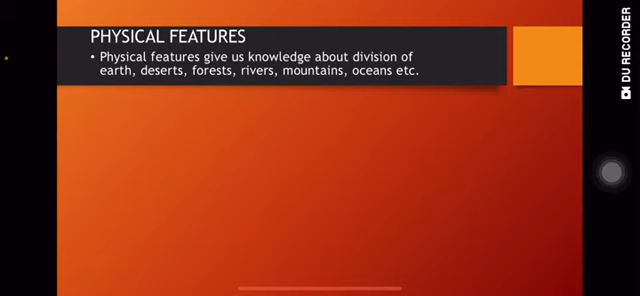 PHYSICAL FEATURES
• Physical features give us knowledge about division of
earth, deserts, forests, rivers, mountains, oceans etc.
DU RECORDER